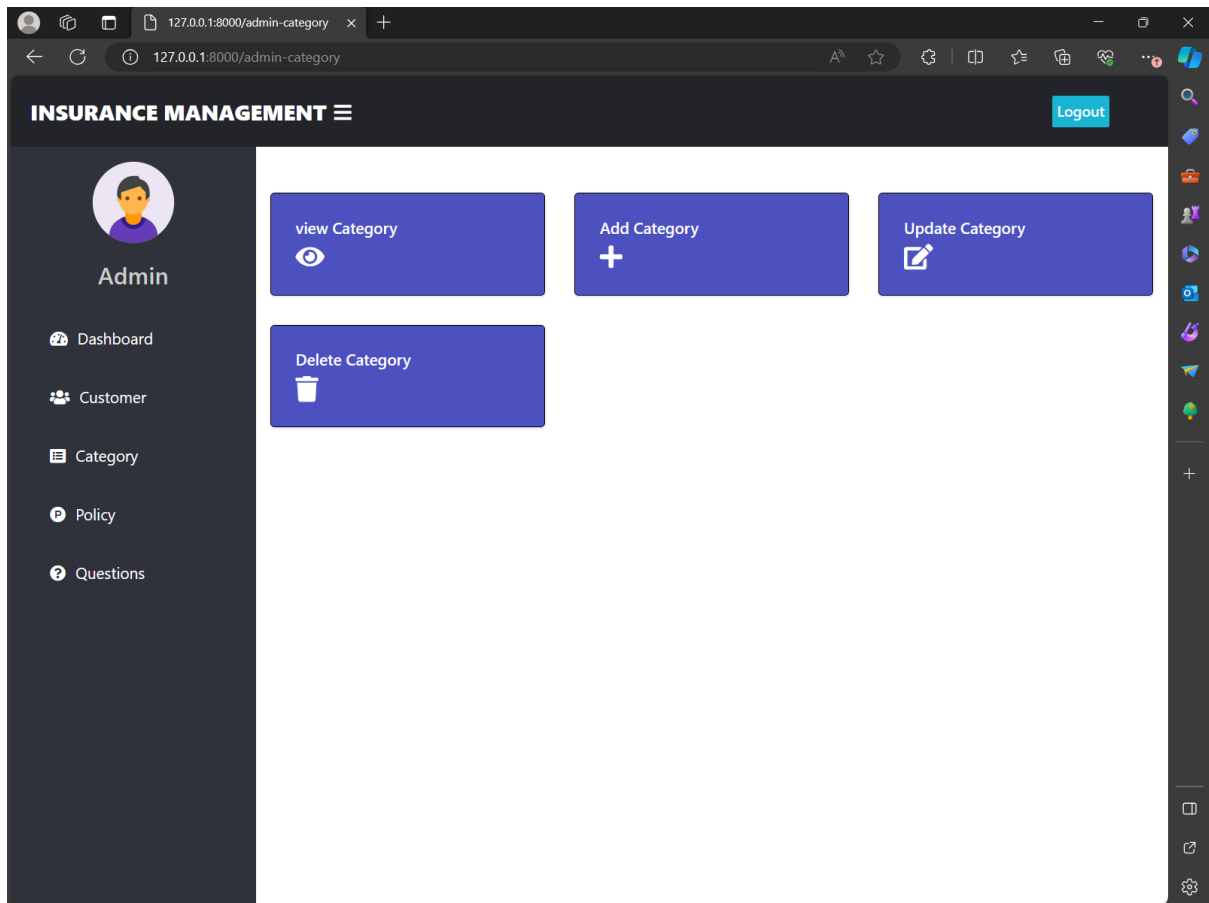 127.0.0.1:8000/admin-category
127.0.0.1:8000/admin-category
INSURANCE MANAGEMENT
Logout
Admin
Dashboard
Customer
Category
Policy
Questions
view Category
Add Category
Update Category
Delete Category